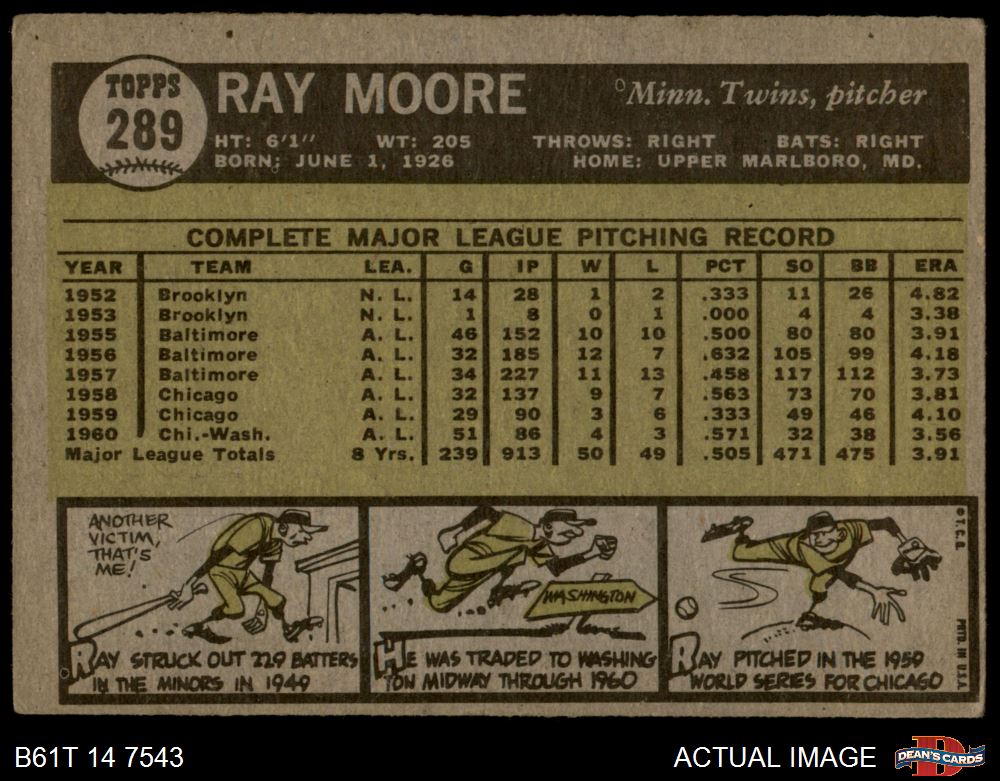 TOPPS
289
RAY MOORE
Minn. Twins, pitcher
HT: 6'1" WT: 205 THROWS: RIGHT BATS: RIGHT
BORN: JUNE 1, 1926 HOME: UPPER MARLBORO, MD.
COMPLETE MAJOR LEAGUE PITCHING RECORD
YEAR TEAM LEA. G IP W L PCT SO BB ERA
1952 Brooklyn N. L. 14 28 1 2 .333 11 26 4.82
1953 Brooklyn N. L. 1 8 0 1 .000 4 4 3.38
1955 Baltimore A. L. 46 152 10 10 .500 80 80 3.91
1956 Baltimore A. L. 32 185 12 7 .632 105 99 4.18
1957 Baltimore A. L. 34 227 11 13 .458 117 112 3.73
1958 Chicago A. L. 32 137 9 7 .563 73 70 3.81
1959 Chicago A. L. 29 90 3 6 .333 49 46 4.10
1960 Chi.-Wash. A. L. 51 86 4 3 .571 32 38 3.56
Major League Totals 8 Yrs. 239 913 50 49 .505 471 475 3.91
ANOTHER
VICTIM,
THAT'S
ME!
RAY STRUCK OUT 229 BATTERS
IN THE MINORS IN 1949
WASHINGTON
HE WAS TRADED TO WASHING
TON MIDWAY THROUGH 1960
RAY PITCHED IN THE 1959
WORLD SERIES FOR CHICAGO
© T.C.G.
PRTD. IN U.S.A.
B61T 14 7543
ACTUAL IMAGE
DEAN'S CARDS